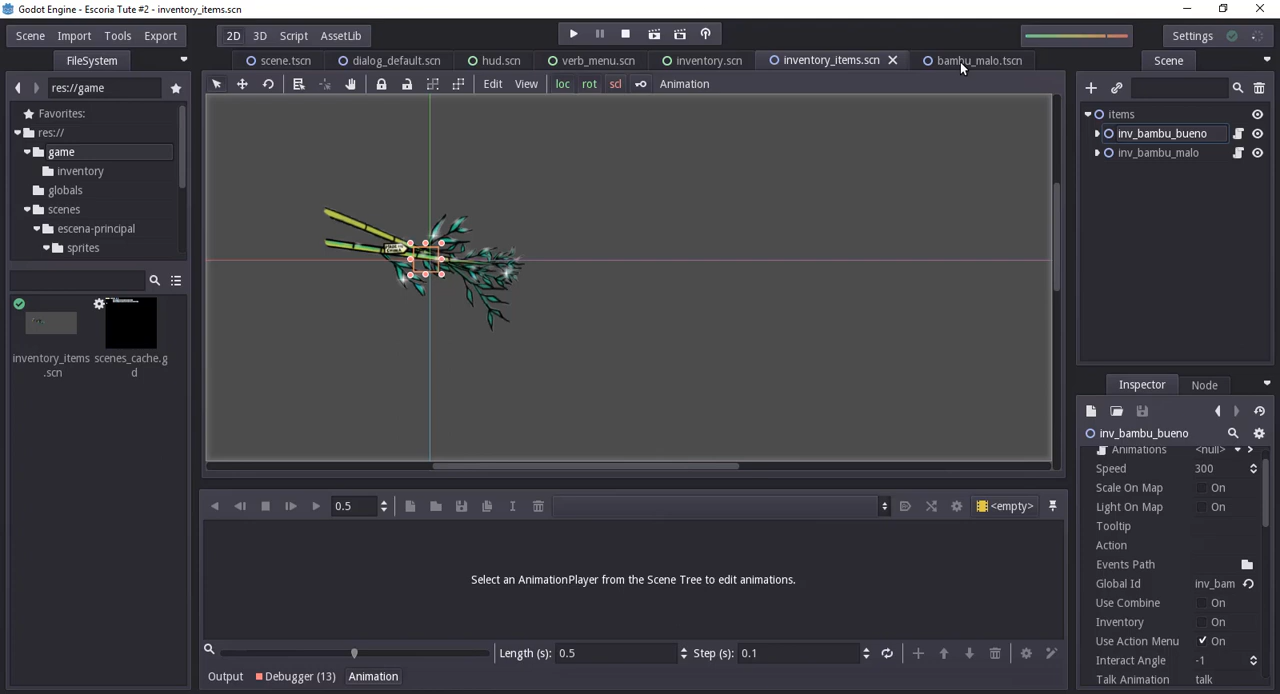 Godot Engine - Escoria Tute #2 - inventory_items.scn
Scene Import Tools Export
2D 3D Script AssetLib
Settings
FileSystem
scene.tscn dialog_default.scn hud.scn verb_menu.scn inventory.scn inventory_items.scn bambu_malo.tscn
Scene
res://game
Edit View loc rot scl Animation
Favorites:
res://
game
inventory
globals
scenes
escena-principal
sprites
inventory_items
.scn
scenes_cache.g
d
items
inv_bambu_bueno
inv_bambu_malo
Inspector Node
inv_bambu_bueno
Animations <null>
Speed 300
Scale On Map On
Light On Map On
Tooltip
Action
Events Path
Global Id inv_bam
Use Combine On
Inventory On
Use Action Menu On
Interact Angle -1
Talk Animation talk
0.5 <empty>
Select an AnimationPlayer from the Scene Tree to edit animations.
Length (s): 0.5 Step (s): 0.1
Output Debugger (13) Animation